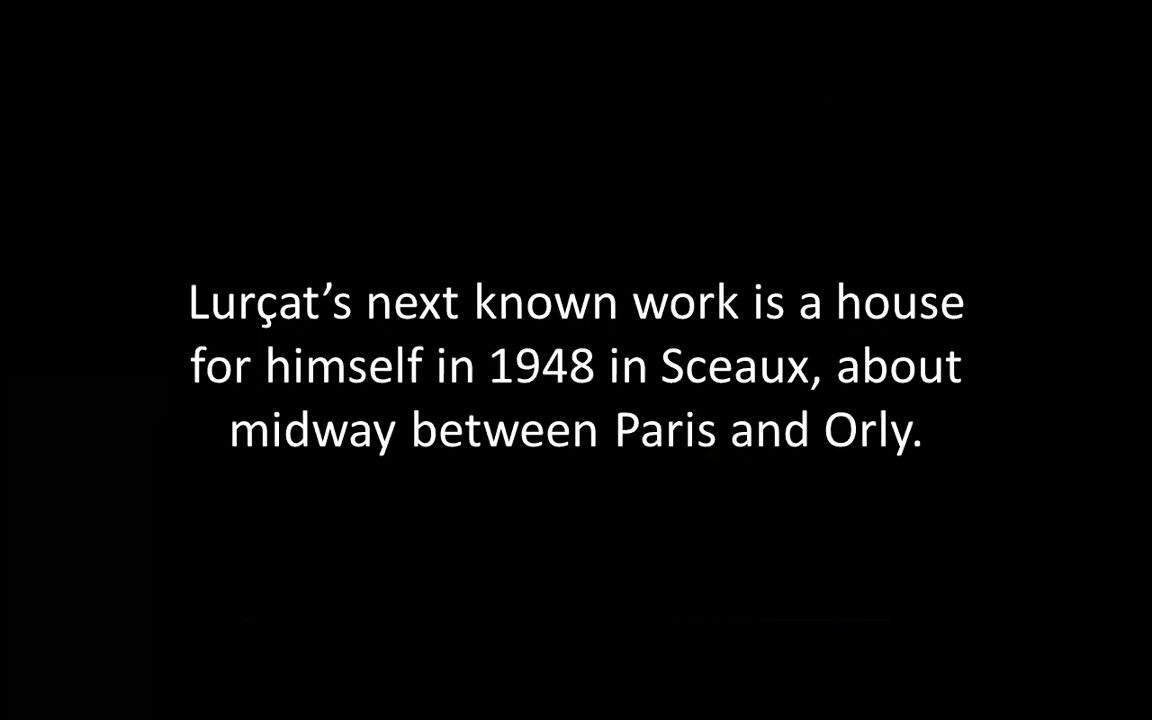 Lurçat’s next known work is a house
for himself in 1948 in Sceaux, about
midway between Paris and Orly.